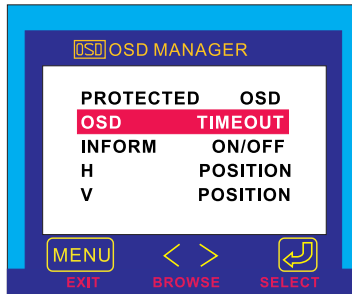 OSD OSD MANAGER
PROTECTED OSD
OSD TIMEOUT
INFORM ON/OFF
H POSITION
V POSITION
MENU < >
EXIT BROWSE SELECT